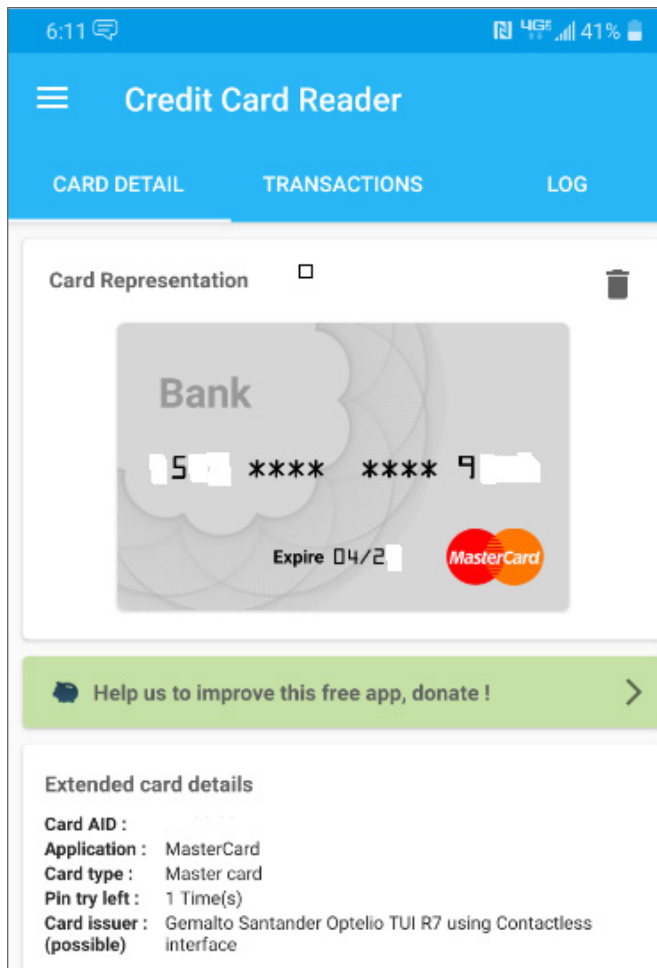 6:11 4GE 41%
Credit Card Reader
CARD DETAIL TRANSACTIONS LOG
Card Representation
Bank
5 **** **** 9
Expire 04/2
MasterCard
Help us to improve this free app, donate !
Extended card details
Card AID :
Application : MasterCard
Card type : Master card
Pin try left : 1 Time(s)
Card issuer : Gemalto Santander Optelio TUI R7 using Contactless
(possible) interface